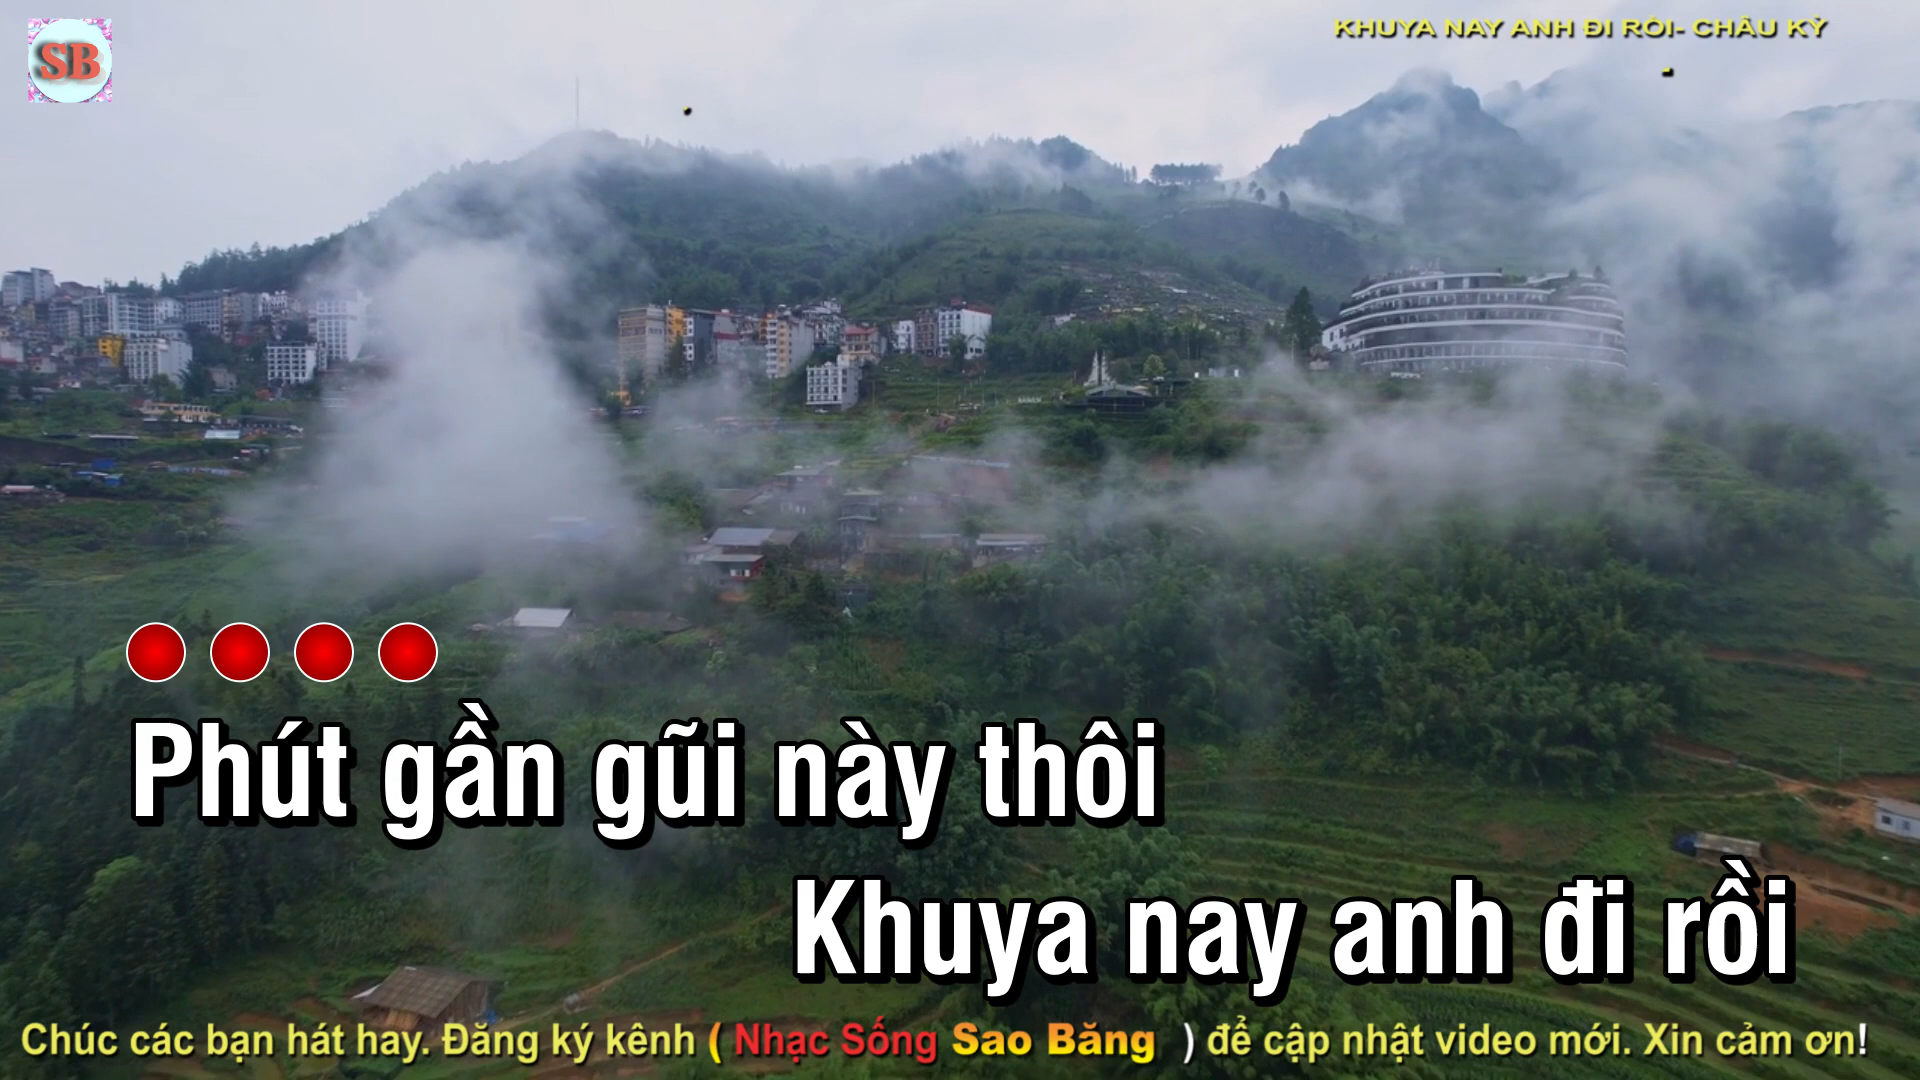 SB
KHUYA NAY ANH ĐI RỒI- CHÂU KỲ
Phút gần gũi này thôi
Khuya nay anh đi rồi
Chúc các bạn hát hay. Đăng ký kênh ( Nhạc Sống Sao Băng ) để cập nhật video mới. Xin cảm ơn!